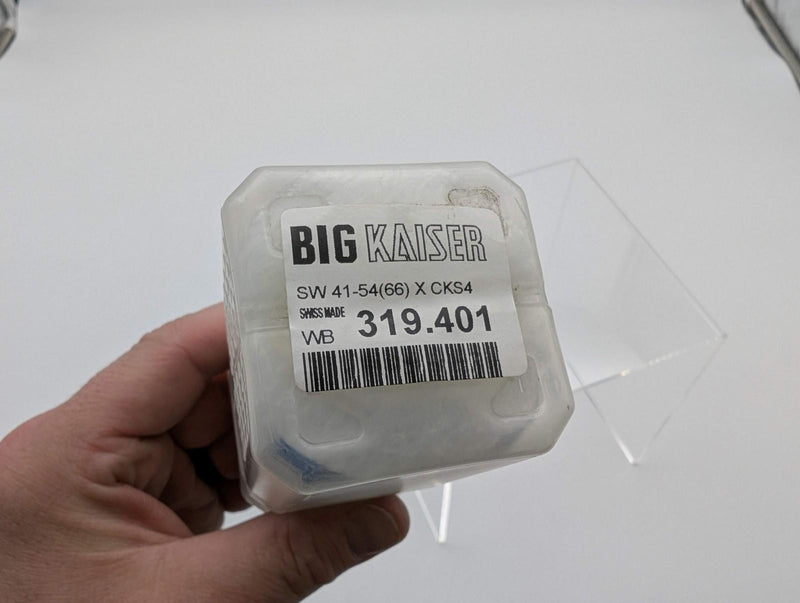 BIG KAISER
SW 41-54(66) X CKS4
SWISS MADE
WB 319.401